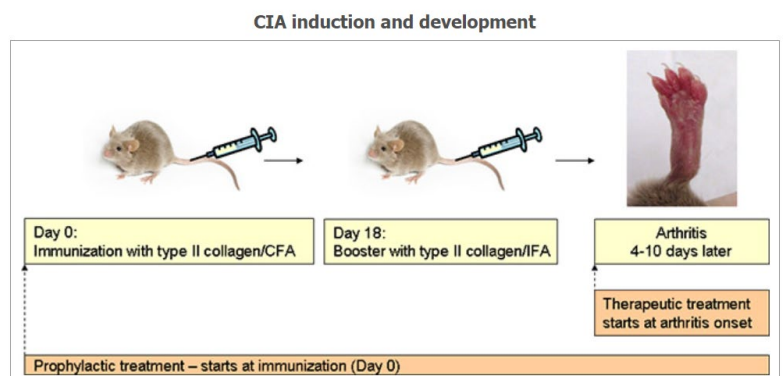 CIA induction and development
Day 0:
Immunization with type II collagen/CFA
Day 18:
Booster with type II collagen/IFA
Arthritis
4-10 days later
Therapeutic treatment
starts at arthritis onset
Prophylactic treatment – starts at immunization (Day 0)